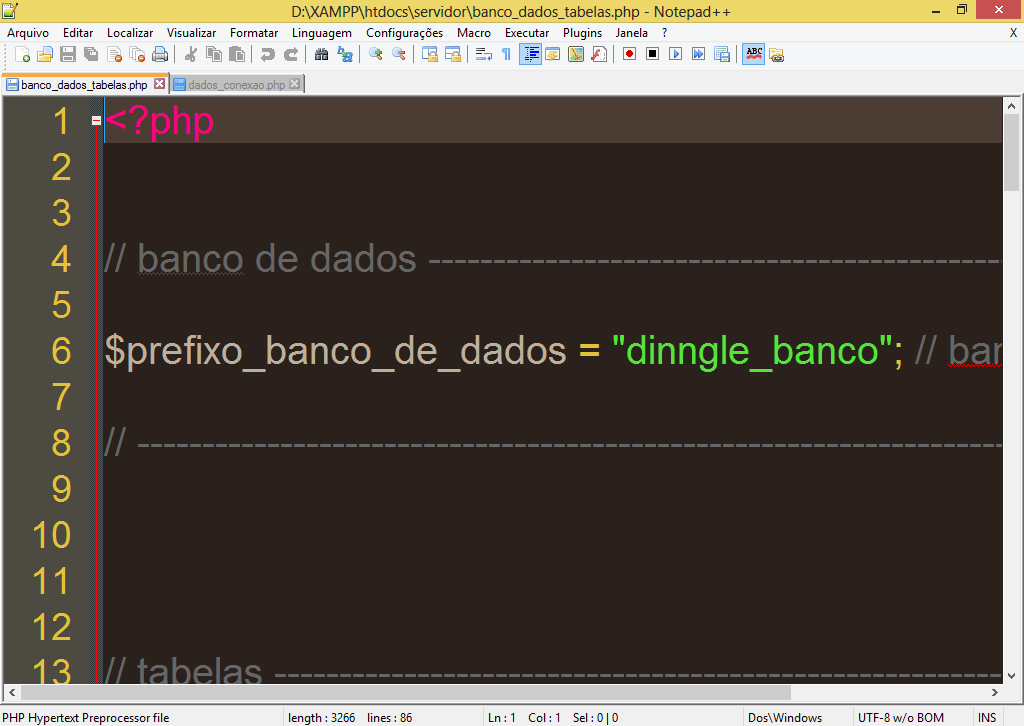 D:\XAMPP\htdocs\servidor\banco_dados_tabelas.php - Notepad++
Arquivo Editar Localizar Visualizar Formatar Linguagem Configurações Macro Executar Plugins Janela ? X
ABC
banco_dados_tabelas.php dados_conexao.php
1 <?php
2
3
4 // banco de dados --------------------------------------------
5
6 $prefixo_banco_de_dados = "dinngle_banco"; // ban
7
8 // -------------------------------------------------------------------
9
10
11
12
13 // tabelas --------------------------------------------------------
PHP Hypertext Preprocessor file length : 3266 lines : 86 Ln : 1 Col : 1 Sel : 0 | 0 Dos\Windows UTF-8 w/o BOM INS